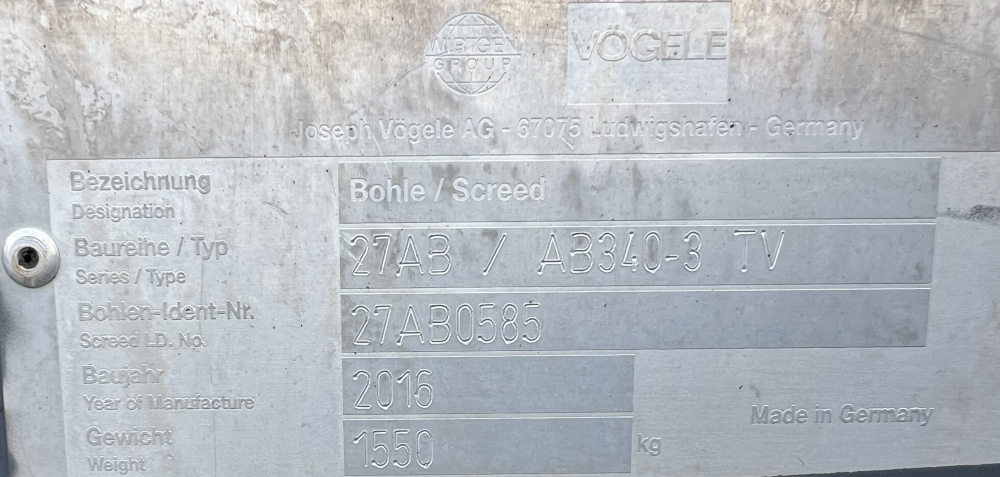 WIRTGEN
GROUP
VÖGELE
Joseph Vögele AG - 67075 Ludwigshafen - Germany
Bezeichnung
Designation
Bohle / Screed
Baureihe / Typ
Series / Type
27AB / AB340-3 TV
Bohlen-Ident-Nr.
Screed I.D. No.
27AB0585
Baujahr
Year of Manufacture
2016
Gewicht
Weight
1550 kg
Made in Germany